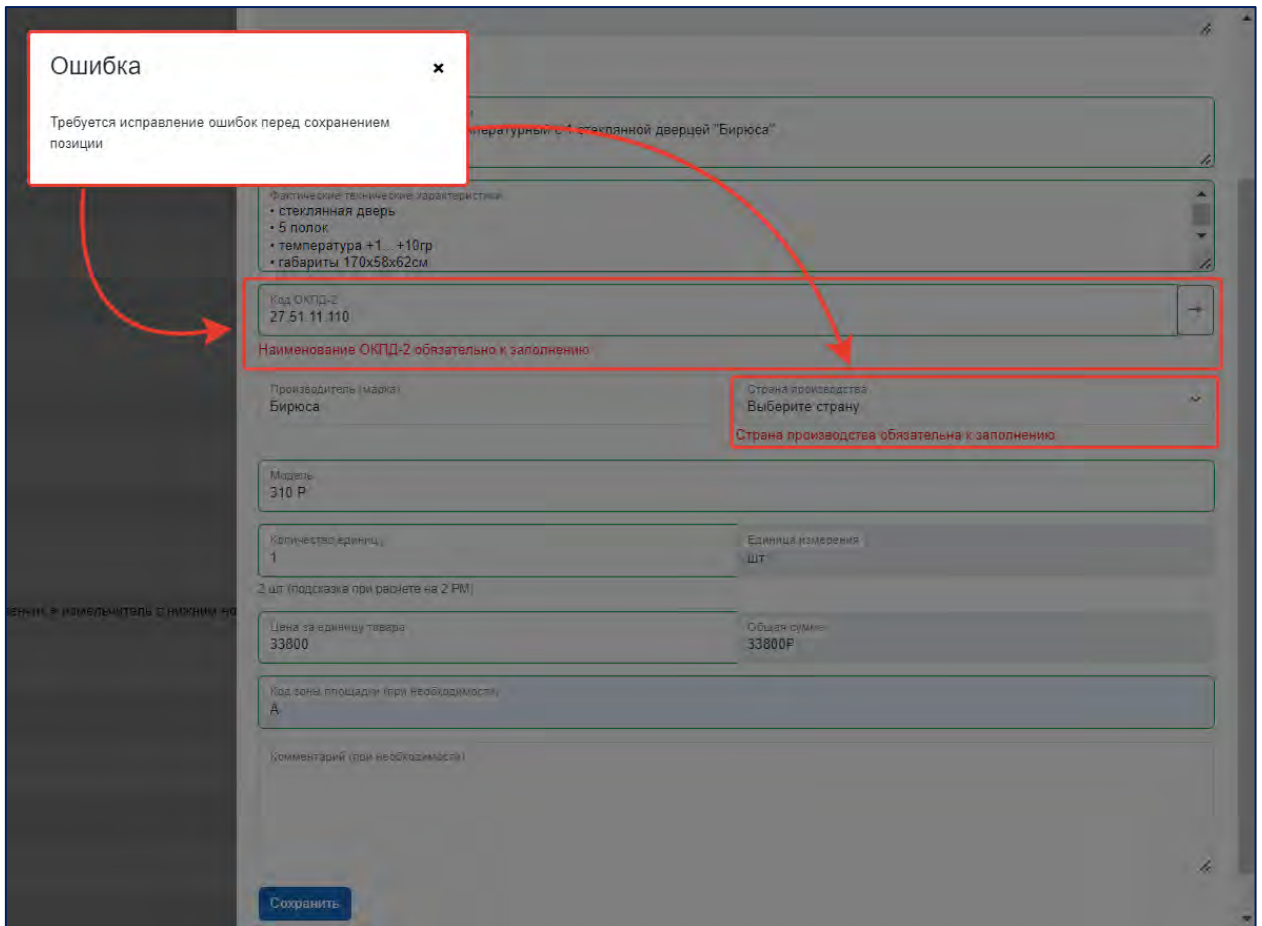 Ошибка
×
Требуется исправление ошибок перед сохранением
позиции
с 1 стеклянной дверцей "Бирюса"
Фактические технические характеристики
• стеклянная дверь
• 5 полок
• температура +1... +10гр
• габариты 170х58х62см
Код ОКПД-2
27.51.11.110
Наименование ОКПД-2 обязательно к заполнению
Производитель (марка)
Бирюса
Страна производства
Выберите страну
Страна производства обязательна к заполнению
Модель
310 Р
Количество единиц
1
Единица измерения
шт
2 шт (подсказка при расчете на 2 РМ)
измельчитель с нижним
Цена за единицу товара
33800
Общая сумма
33800₽
Код зоны площадки (при необходимости)
А
Комментарий (при необходимости)
Сохранить